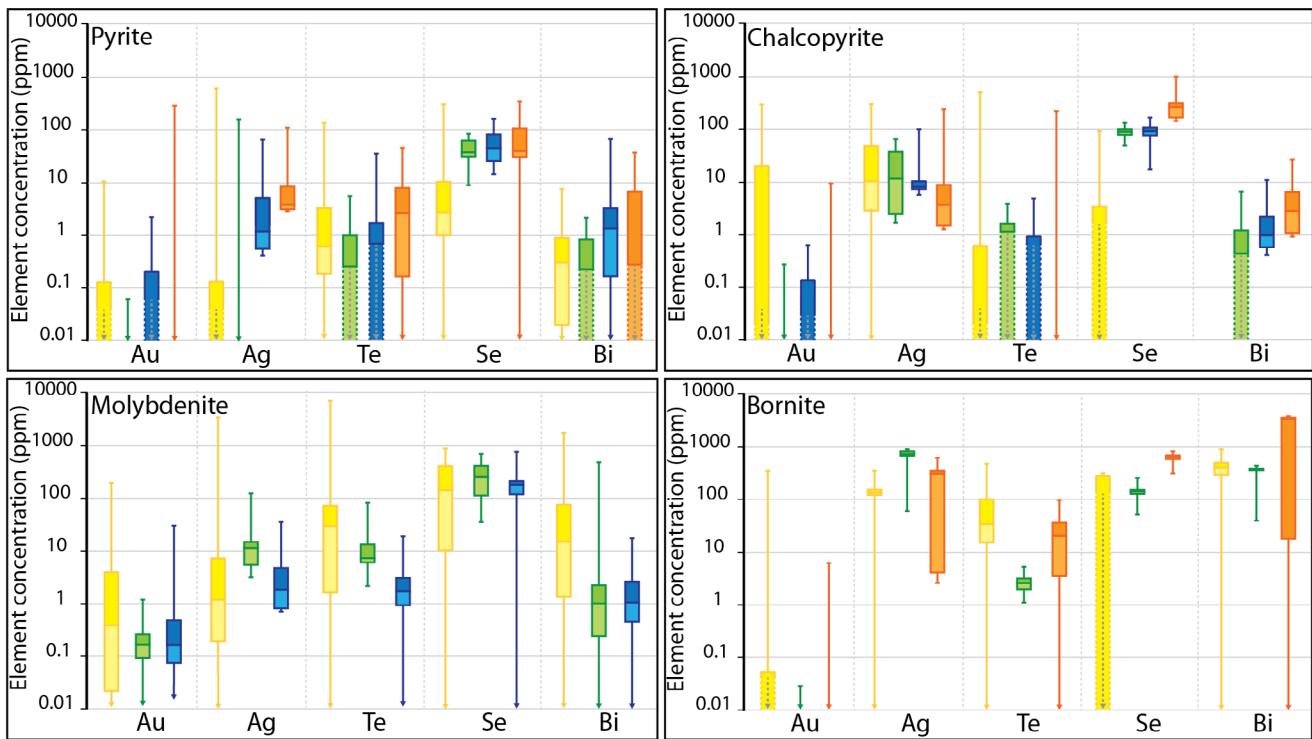 Pyrite
Element concentration (ppm)
10000
1000
100
10
1
0.1
0.01
Au Ag Te Se Bi
Chalcopyrite
Element concentration (ppm)
10000
1000
100
10
1
0.1
0.01
Au Ag Te Se Bi
Molybdenite
Element concentration (ppm)
10000
1000
100
10
1
0.1
0.01
Au Ag Te Se Bi
Bornite
Element concentration (ppm)
10000
1000
100
10
1
0.1
0.01
Au Ag Te Se Bi